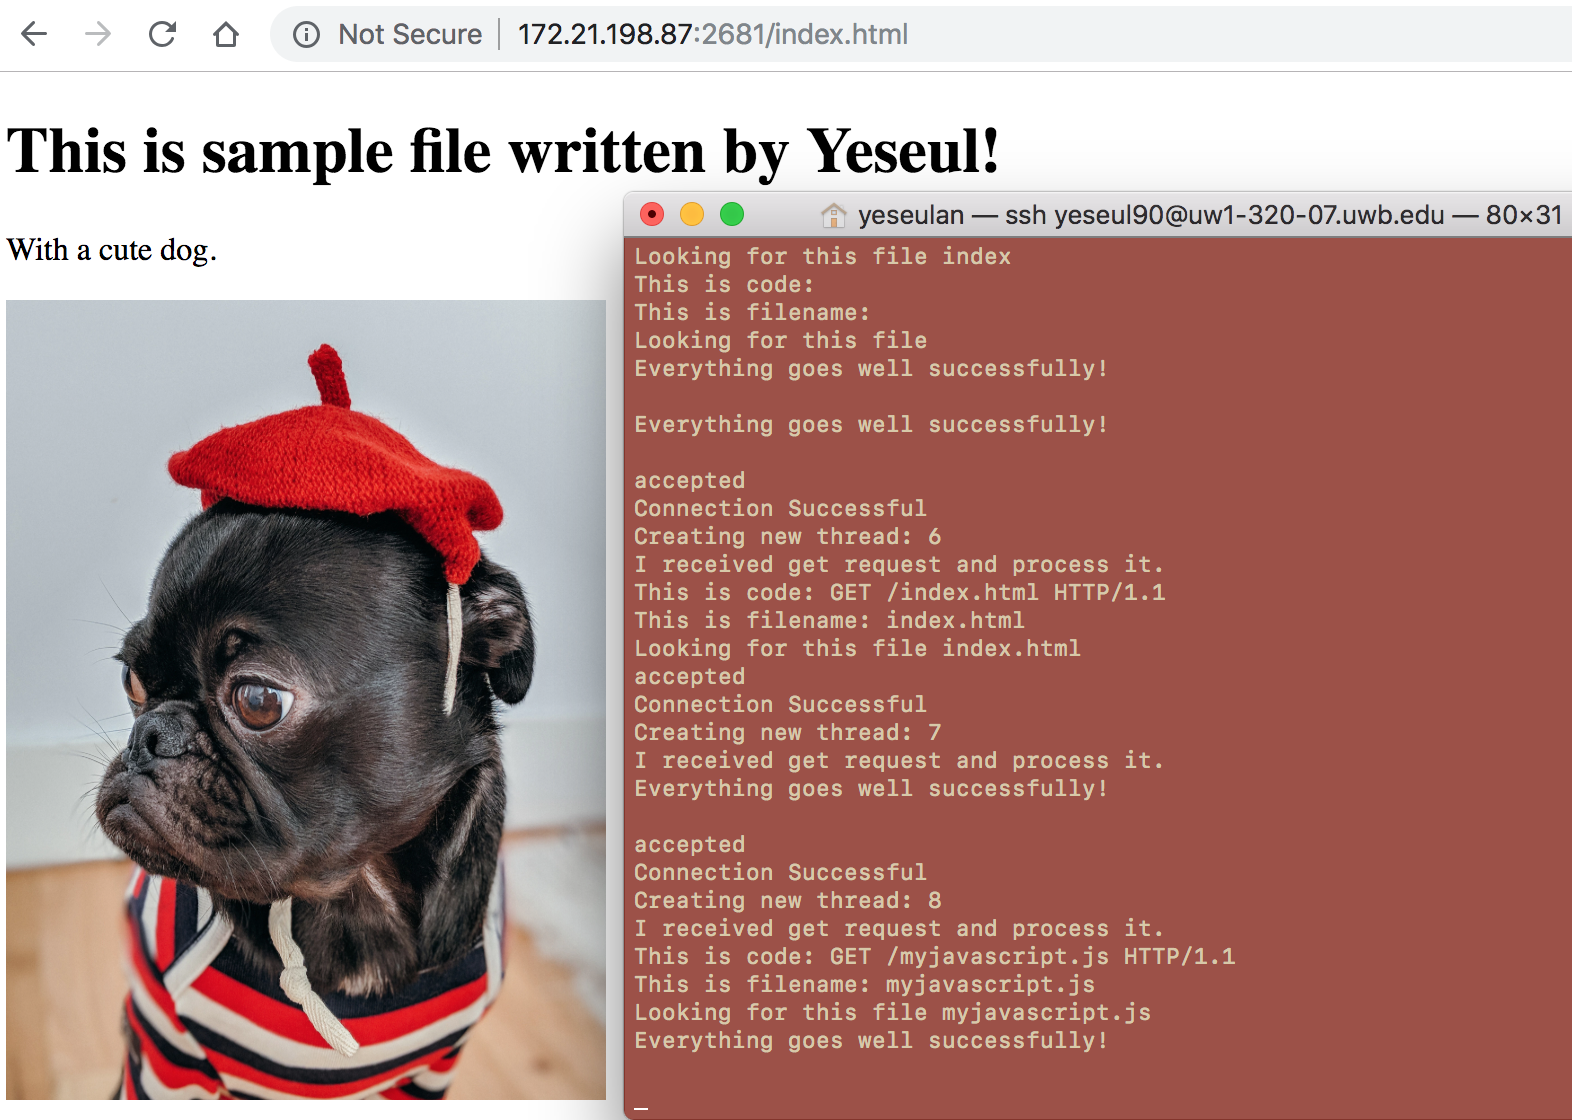 Not Secure | 172.21.198.87:2681/index.html
This is sample file written by Yeseul!
With a cute dog.
yeseulan — ssh yeseul90@uw1-320-07.uwb.edu — 80×31
Looking for this file index
This is code:
This is filename:
Looking for this file
Everything goes well successfully!
Everything goes well successfully!
accepted
Connection Successful
Creating new thread: 6
I received get request and process it.
This is code: GET /index.html HTTP/1.1
This is filename: index.html
Looking for this file index.html
accepted
Connection Successful
Creating new thread: 7
I received get request and process it.
Everything goes well successfully!
accepted
Connection Successful
Creating new thread: 8
I received get request and process it.
This is code: GET /myjavascript.js HTTP/1.1
This is filename: myjavascript.js
Looking for this file myjavascript.js
Everything goes well successfully!